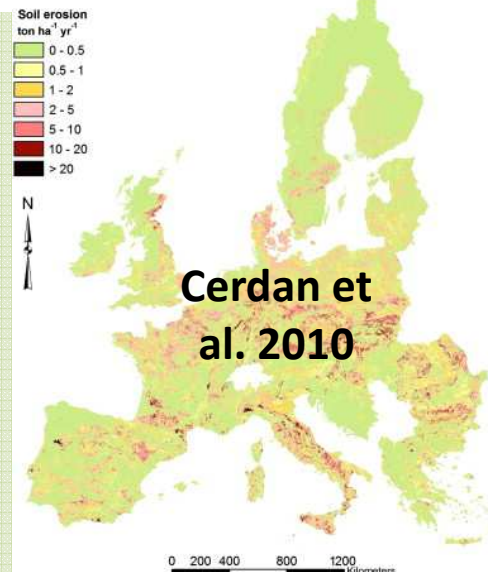 Soil erosion
ton ha⁻¹ yr⁻¹
0 - 0.5
0.5 - 1
1 - 2
2 - 5
5 - 10
10 - 20
> 20
N
Cerdan et
al. 2010
0 200 400 800 1200
Kilometers